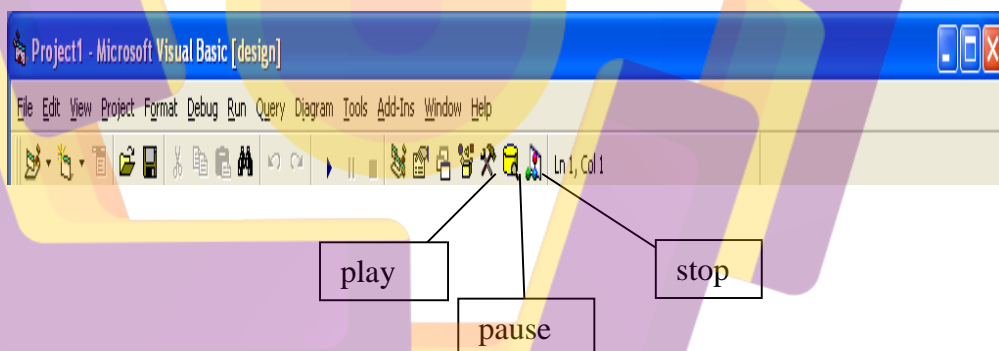 Project1 - Microsoft Visual Basic [design]
File Edit View Project Format Debug Run Query Diagram Tools Add-Ins Window Help
Ln 1, Col 1
play
stop
pause